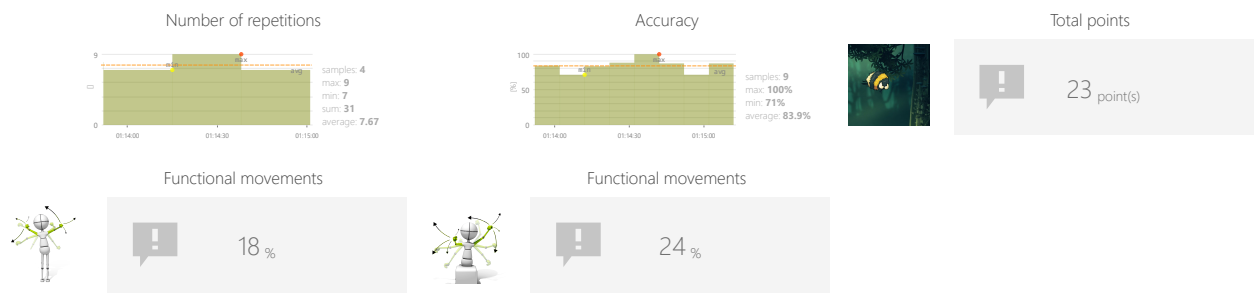 Number of repetitions
9
0
min
max
avg
01:14:00
01:14:30
01:15:00
samples: 4
max: 9
min: 7
sum: 31
average: 7.67
Accuracy
[%]
100
50
0
min
max
avg
01:14:00
01:14:30
01:15:00
samples: 9
max: 100%
min: 71%
average: 83.9%
Total points
23 point(s)
Functional movements
18 %
Functional movements
24 %